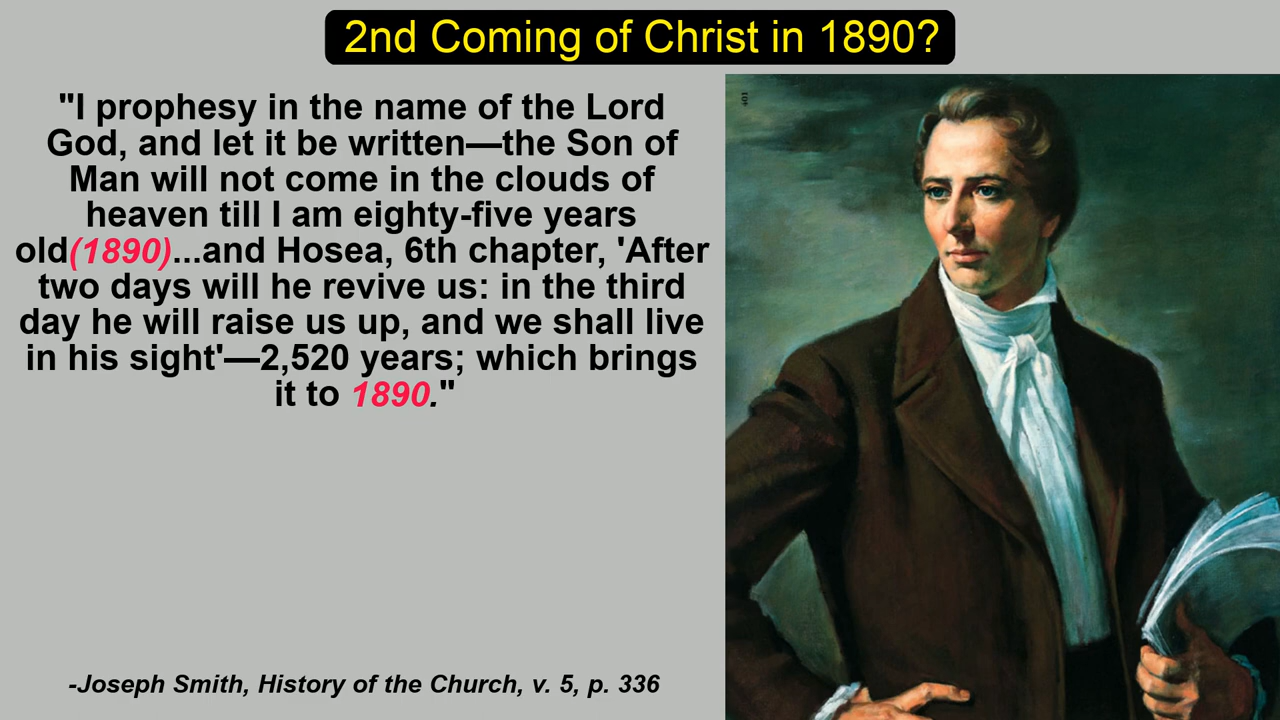 2nd Coming of Christ in 1890?
"I prophesy in the name of the Lord
God, and let it be written—the Son of
Man will not come in the clouds of
heaven till I am eighty-five years
old(1890)...and Hosea, 6th chapter, 'After
two days will he revive us: in the third
day he will raise us up, and we shall live
in his sight'—2,520 years; which brings
it to 1890."
-Joseph Smith, History of the Church, v. 5, p. 336
401